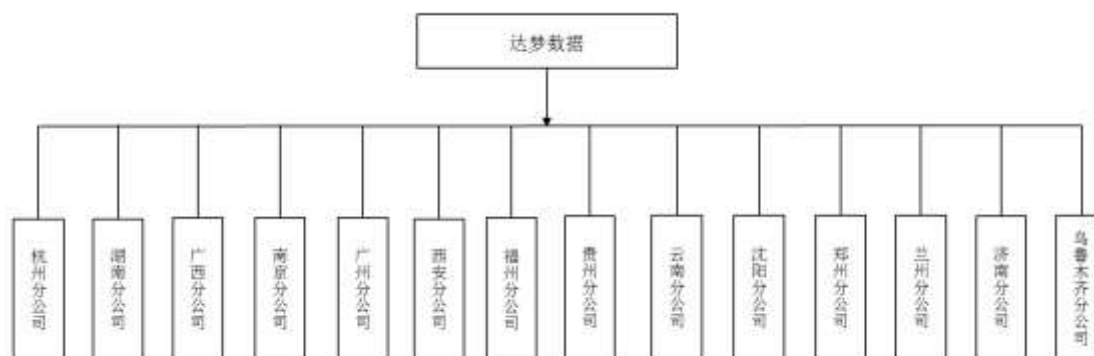 达梦数据
杭州分公司
湖南分公司
广西分公司
南京分公司
广州分公司
西安分公司
福州分公司
贵州分公司
云南分公司
沈阳分公司
郑州分公司
兰州分公司
济南分公司
乌鲁木齐分公司